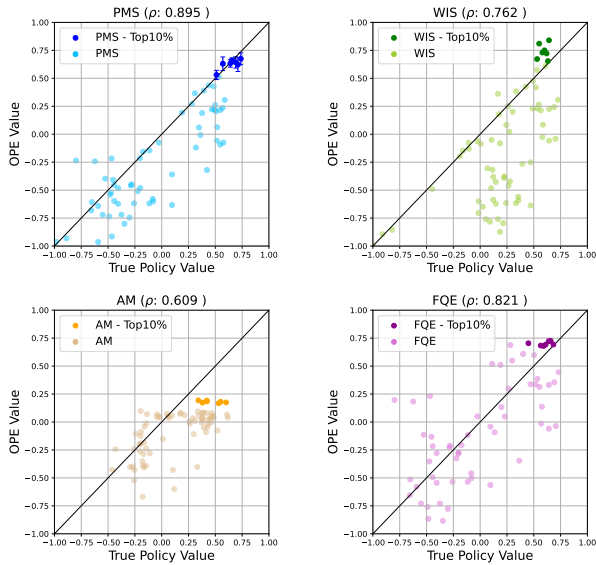 PMS (ρ: 0.895 )
1.00
0.75
0.50
0.25
0.00
−0.25
−0.50
−0.75
−1.00
OPE Value
PMS - Top10%
PMS
−1.00 −0.75 −0.50 −0.25 0.00 0.25 0.50 0.75 1.00
True Policy Value
WIS (ρ: 0.762 )
1.00
0.75
0.50
0.25
0.00
−0.25
−0.50
−0.75
−1.00
OPE Value
WIS - Top10%
WIS
−1.00 −0.75 −0.50 −0.25 0.00 0.25 0.50 0.75 1.00
True Policy Value
AM (ρ: 0.609 )
1.00
0.75
0.50
0.25
0.00
−0.25
−0.50
−0.75
−1.00
OPE Value
AM - Top10%
AM
−1.00 −0.75 −0.50 −0.25 0.00 0.25 0.50 0.75 1.00
True Policy Value
FQE (ρ: 0.821 )
1.00
0.75
0.50
0.25
0.00
−0.25
−0.50
−0.75
−1.00
OPE Value
FQE - Top10%
FQE
−1.00 −0.75 −0.50 −0.25 0.00 0.25 0.50 0.75 1.00
True Policy Value